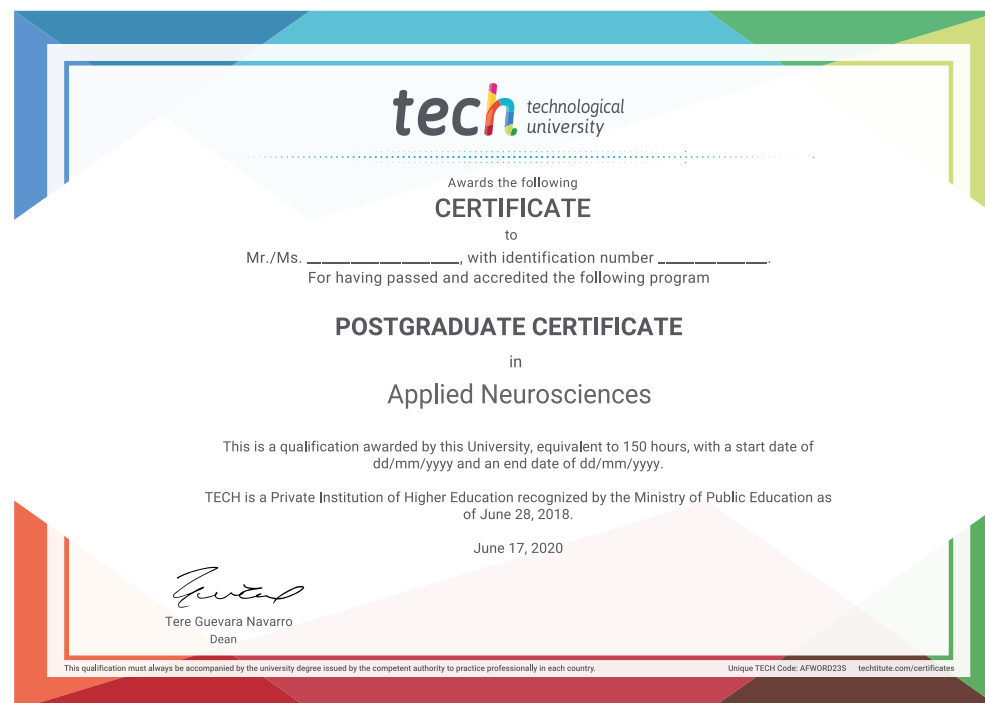 tech technological
university
Awards the following
CERTIFICATE
to
Mr./Ms. ________________, with identification number ____________.
For having passed and accredited the following program
POSTGRADUATE CERTIFICATE
in
Applied Neurosciences
This is a qualification awarded by this University, equivalent to 150 hours, with a start date of
dd/mm/yyyy and an end date of dd/mm/yyyy.
TECH is a Private Institution of Higher Education recognized by the Ministry of Public Education as
of June 28, 2018.
June 17, 2020
Tere Guevara Navarro
Dean
This qualification must always be accompanied by the university degree issued by the competent authority to practice professionally in each country.
Unique TECH Code: AFWORD23S techtitute.com/certificates